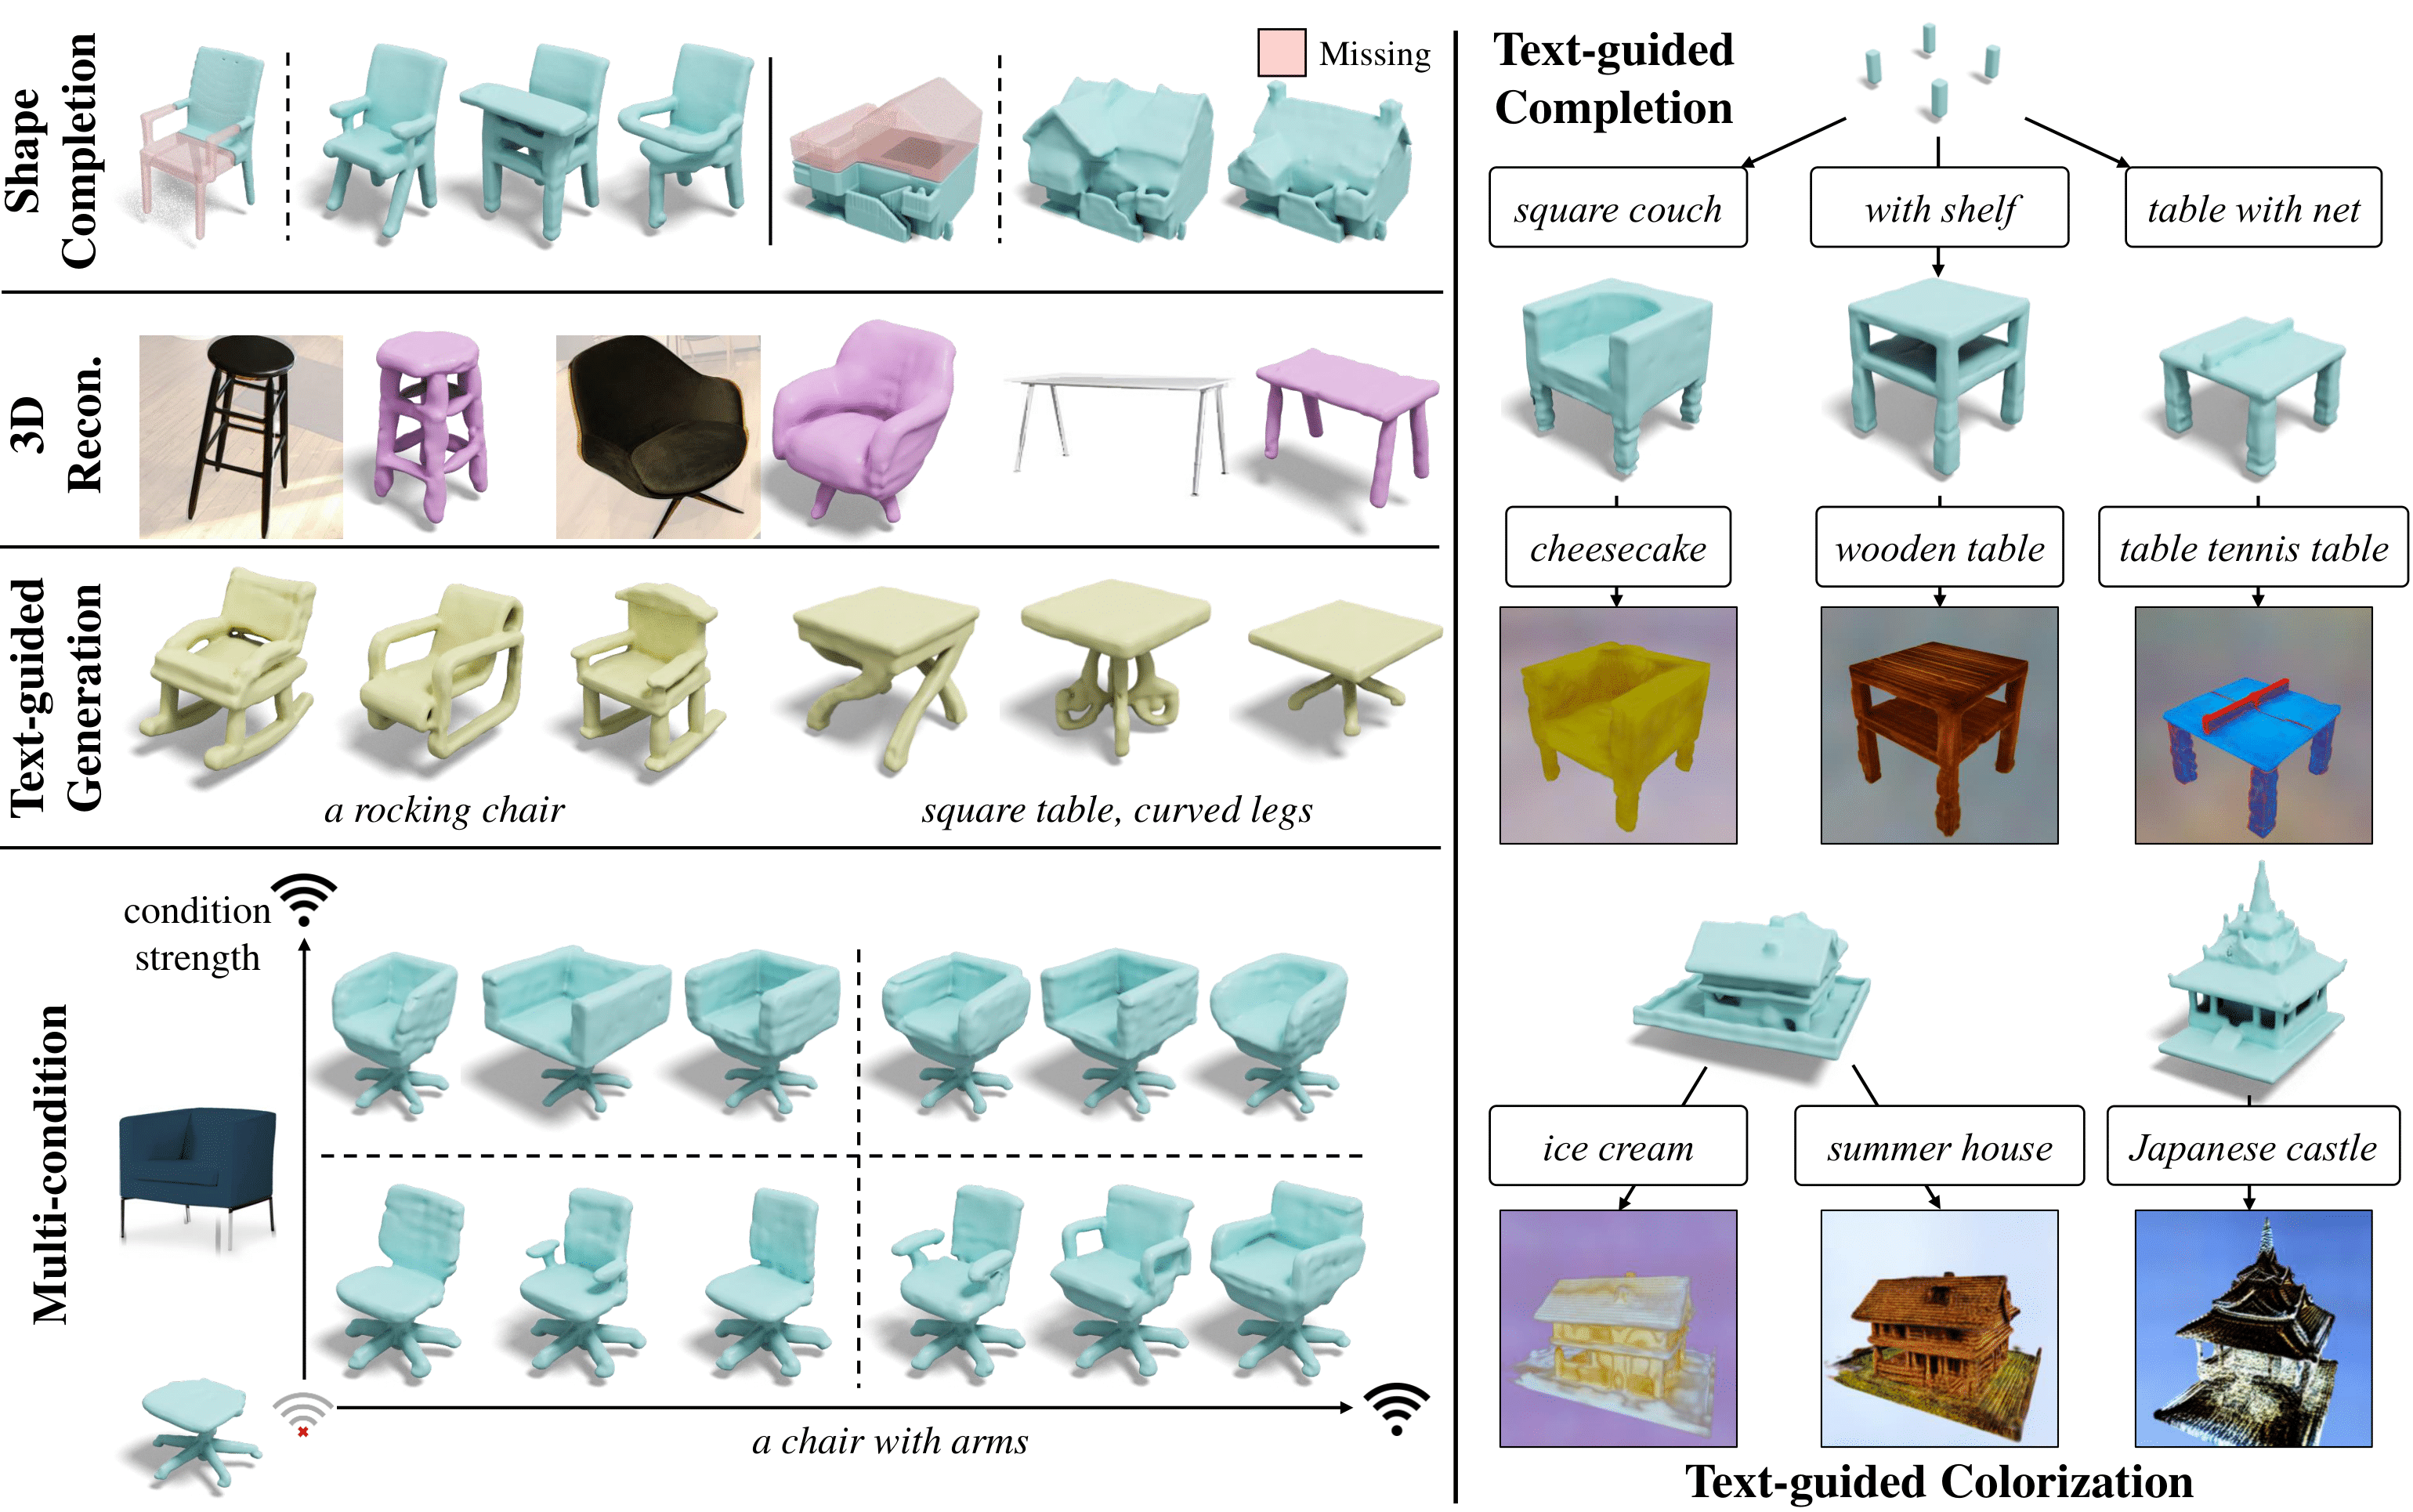 Shape
Completion
Missing
3D
Recon.
Text-guided
Generation
a rocking chair
square table, curved legs
Multi-condition
condition
strength
a chair with arms
Text-guided
Completion
square couch
with shelf
table with net
cheesecake
wooden table
table tennis table
ice cream
summer house
Japanese castle
Text-guided Colorization